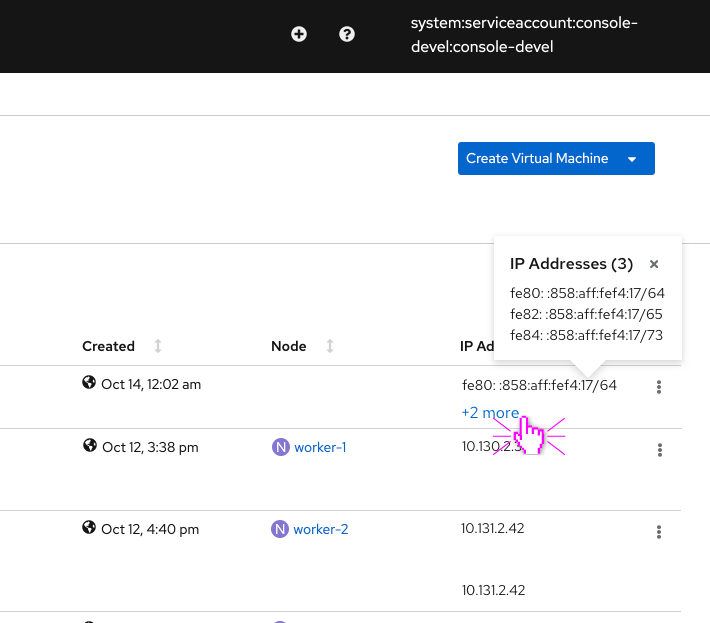 system:serviceaccount:console-
devel:console-devel
Create Virtual Machine
IP Addresses (3)
fe80: :858:aff:fef4:17/64
fe82: :858:aff:fef4:17/65
fe84: :858:aff:fef4:17/73
Created Node IP Ad
Oct 14, 12:02 am fe80: :858:aff:fef4:17/64
+2 more
Oct 12, 3:38 pm N worker-1 10.130.2.3
Oct 12, 4:40 pm N worker-2 10.131.2.42
10.131.2.42